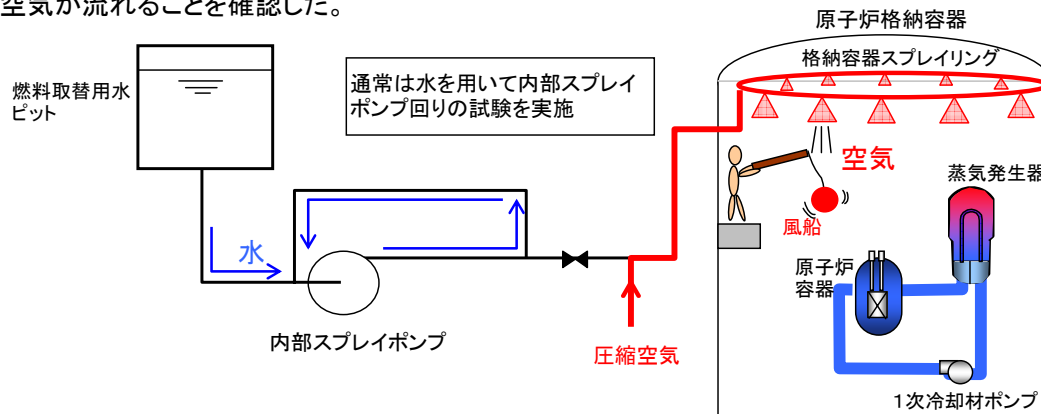 空気が流れることを確認した。
原子炉格納容器
格納容器スプレイリング
燃料取替用水
ピット
通常は水を用いて内部スプレイ
ポンプ回りの試験を実施
空気
蒸気発生器
風船
水
原子炉
容器
内部スプレイポンプ
圧縮空気
1次冷却材ポンプ